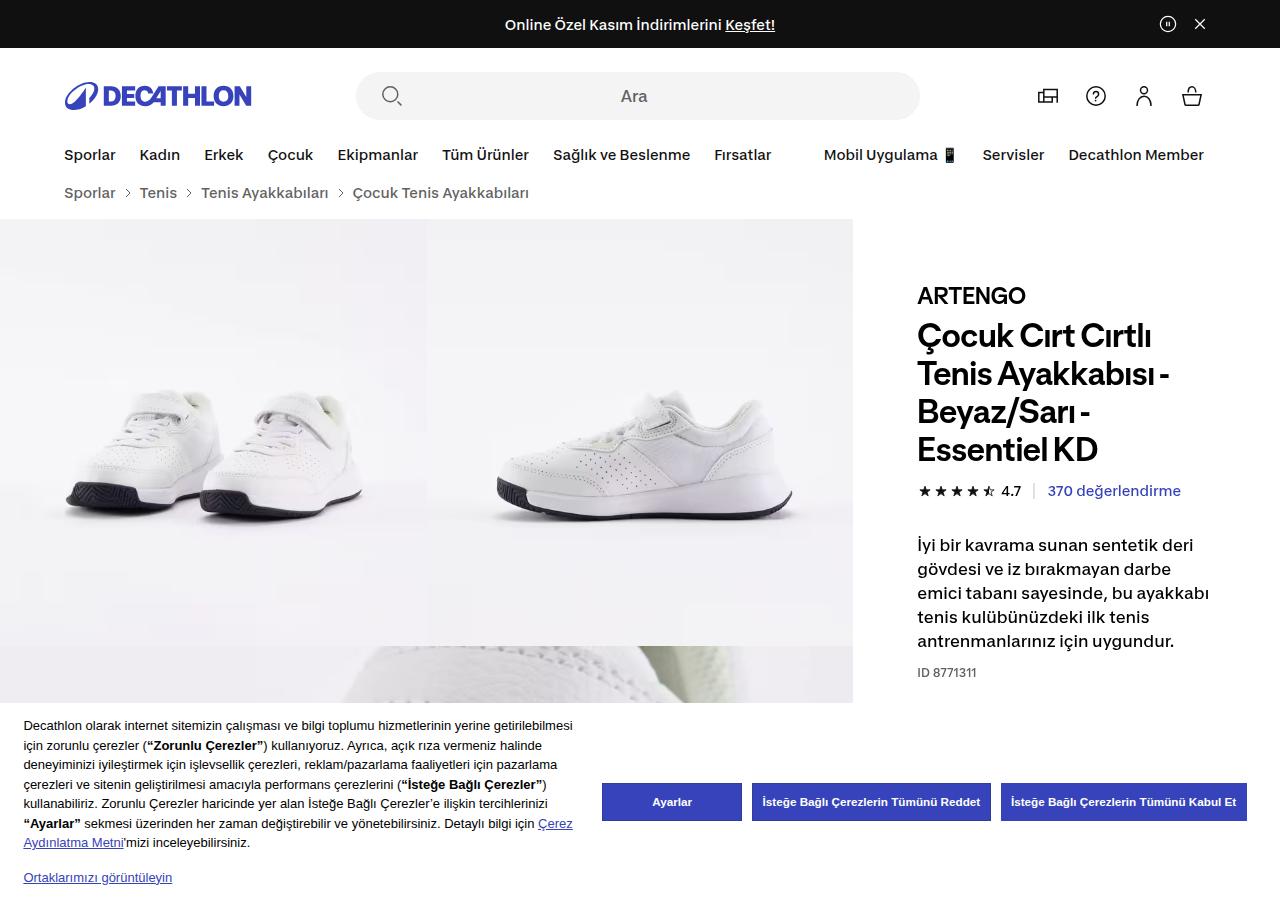 Online Özel Kasım İndirimlerini Keşfet!
DECATHLON
Ara
Sporlar Kadın Erkek Çocuk Ekipmanlar Tüm Ürünler Sağlık ve Beslenme Fırsatlar Mobil Uygulama 📱 Servisler Decathlon Member
Sporlar > Tenis > Tenis Ayakkabıları > Çocuk Tenis Ayakkabıları
ARTENGO
Çocuk Cırt Cırtlı
Tenis Ayakkabısı -
Beyaz/Sarı -
Essentiel KD
4.7 370 değerlendirme
İyi bir kavrama sunan sentetik deri
gövdesi ve iz bırakmayan darbe
emici tabanı sayesinde, bu ayakkabı
tenis kulübünüzdeki ilk tenis
antrenmanlarınız için uygundur.
ID 8771311
Decathlon olarak internet sitemizin çalışması ve bilgi toplumu hizmetlerinin yerine getirilebilmesi
için zorunlu çerezler (“Zorunlu Çerezler”) kullanıyoruz. Ayrıca, açık rıza vermeniz halinde
deneyiminizi iyileştirmek için işlevsellik çerezleri, reklam/pazarlama faaliyetleri için pazarlama
çerezleri ve sitenin geliştirilmesi amacıyla performans çerezlerini (“İsteğe Bağlı Çerezler”)
kullanabiliriz. Zorunlu Çerezler haricinde yer alan İsteğe Bağlı Çerezler’e ilişkin tercihlerinizi
“Ayarlar” sekmesi üzerinden her zaman değiştirebilir ve yönetebilirsiniz. Detaylı bilgi için Çerez
Aydınlatma Metni'mizi inceleyebilirsiniz.
Ortaklarımızı görüntüleyin
Ayarlar
İsteğe Bağlı Çerezlerin Tümünü Reddet
İsteğe Bağlı Çerezlerin Tümünü Kabul Et